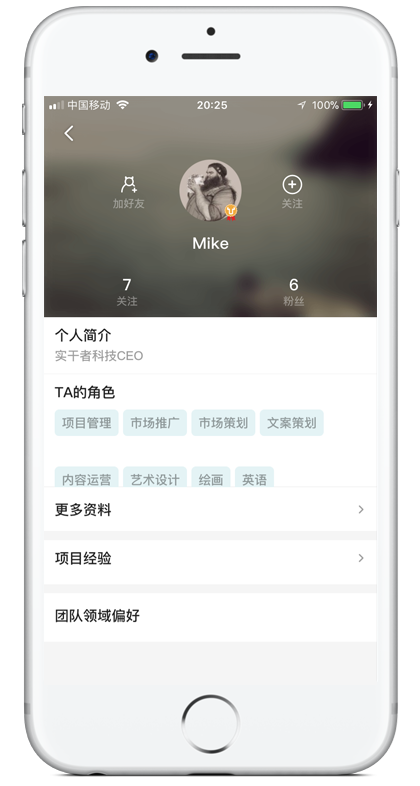 中国移动 20:25 100%
加好友 关注
Mike
7 6
关注 粉丝
个人简介
实干者科技CEO
TA的角色
项目管理 市场推广 市场策划 文案策划
内容运营 艺术设计 绘画 英语
更多资料
项目经验
团队领域偏好